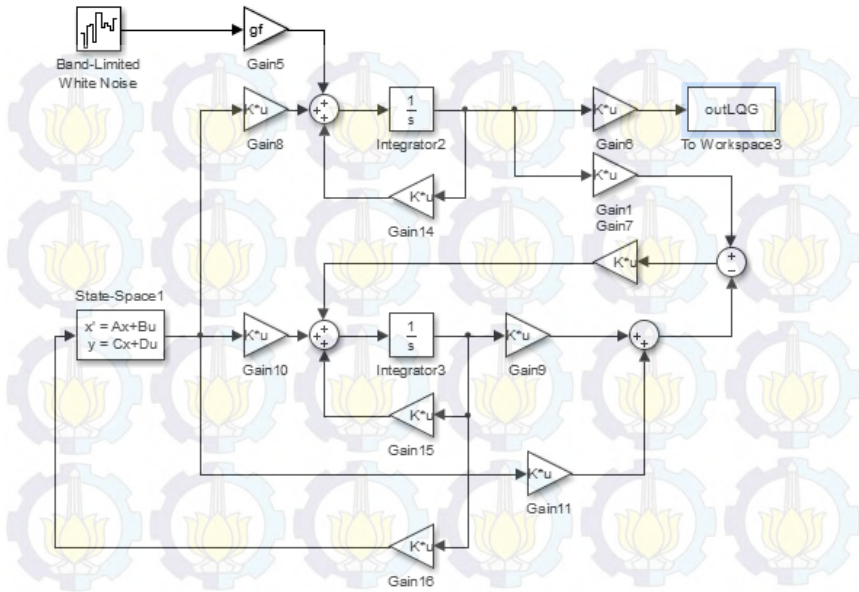 gf
Band-Limited
White Noise
Gain5
K*u
Gain8
++
+
1
s
Integrator2
K*u
Gain6
outLQG
To Workspace3
K*u
Gain14
K*u
Gain1
Gain7
K*u
+
−
State-Space1
x' = Ax+Bu
y = Cx+Du
K*u
Gain10
++
+
1
s
Integrator3
K*u
Gain9
++
K*u
Gain15
K*u
Gain11
K*u
Gain16